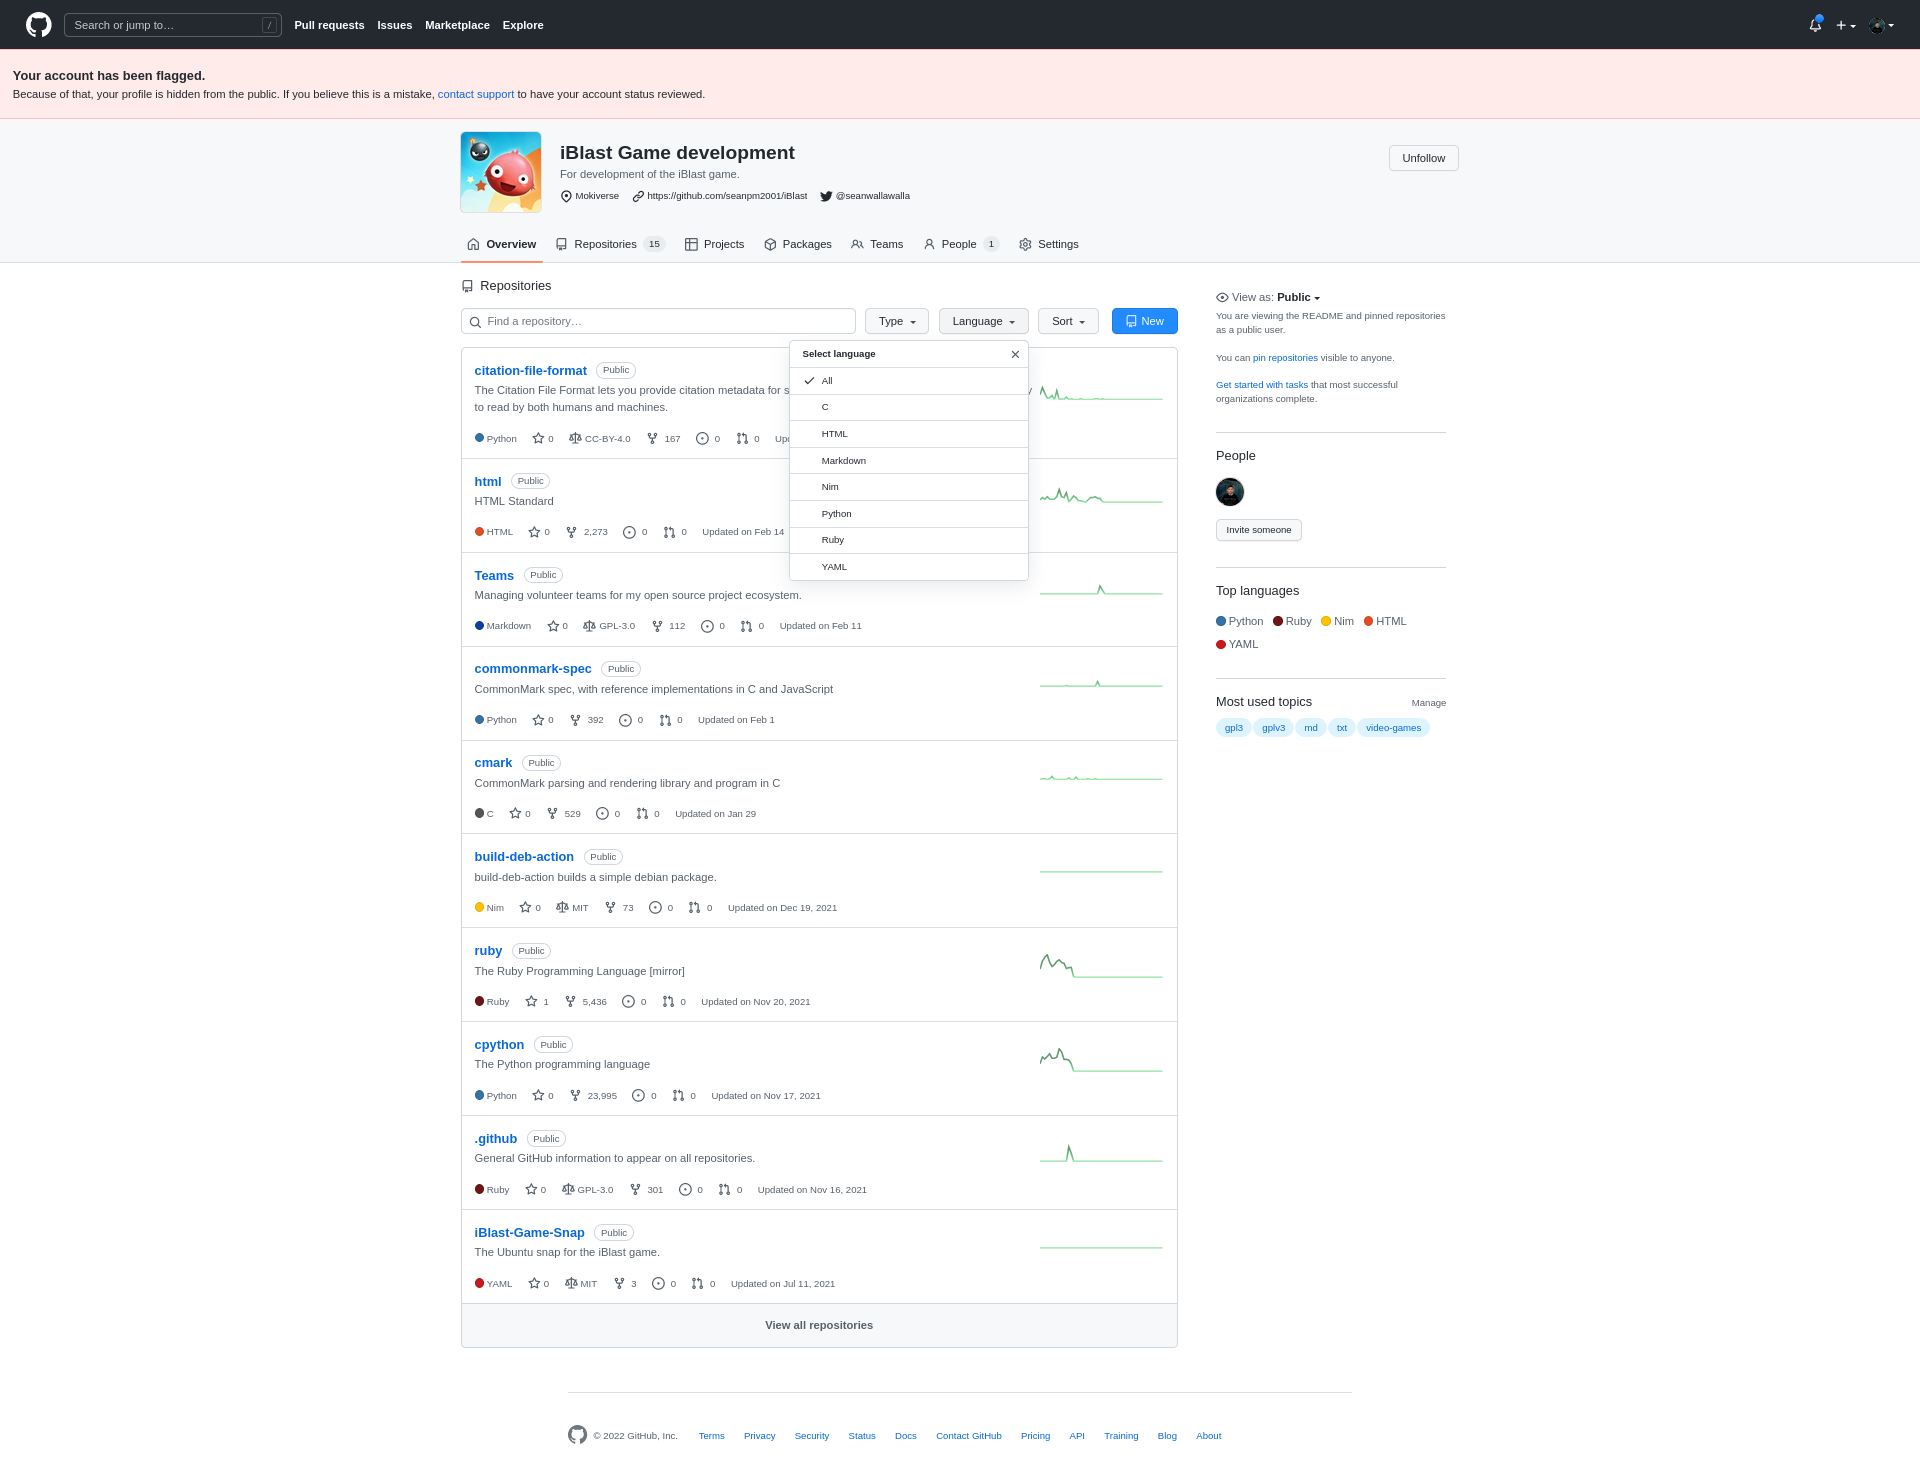 Search or jump to…
/
Pull requests Issues Marketplace Explore
Your account has been flagged.
Because of that, your profile is hidden from the public. If you believe this is a mistake, contact support to have your account status reviewed.
iBlast Game development
For development of the iBlast game.
Mokiverse https://github.com/seanpm2001/iBlast @seanwallawalla
Unfollow
Overview Repositories 15 Projects Packages Teams People 1 Settings
Repositories
Find a repository…
Type Language Sort New
Select language
All
C
HTML
Markdown
Nim
Python
Ruby
YAML
citation-file-format Public
The Citation File Format lets you provide citation metadata for s y
to read by both humans and machines.
Python 0 CC-BY-4.0 167 0 0
html Public
HTML Standard
HTML 0 2,273 0 0 Updated on Feb 14
Teams Public
Managing volunteer teams for my open source project ecosystem.
Markdown 0 GPL-3.0 112 0 0 Updated on Feb 11
commonmark-spec Public
CommonMark spec, with reference implementations in C and JavaScript
Python 0 392 0 0 Updated on Feb 1
cmark Public
CommonMark parsing and rendering library and program in C
C 0 529 0 0 Updated on Jan 29
build-deb-action Public
build-deb-action builds a simple debian package.
Nim 0 MIT 73 0 0 Updated on Dec 19, 2021
ruby Public
The Ruby Programming Language [mirror]
Ruby 1 5,436 0 0 Updated on Nov 20, 2021
cpython Public
The Python programming language
Python 0 23,995 0 0 Updated on Nov 17, 2021
.github Public
General GitHub information to appear on all repositories.
Ruby 0 GPL-3.0 301 0 0 Updated on Nov 16, 2021
iBlast-Game-Snap Public
The Ubuntu snap for the iBlast game.
YAML 0 MIT 3 0 0 Updated on Jul 11, 2021
View all repositories
View as: Public
You are viewing the README and pinned repositories
as a public user.
You can pin repositories visible to anyone.
Get started with tasks that most successful
organizations complete.
People
Invite someone
Top languages
Python Ruby Nim HTML
YAML
Most used topics Manage
gpl3 gplv3 md txt video-games
© 2022 GitHub, Inc. Terms Privacy Security Status Docs Contact GitHub Pricing API Training Blog About